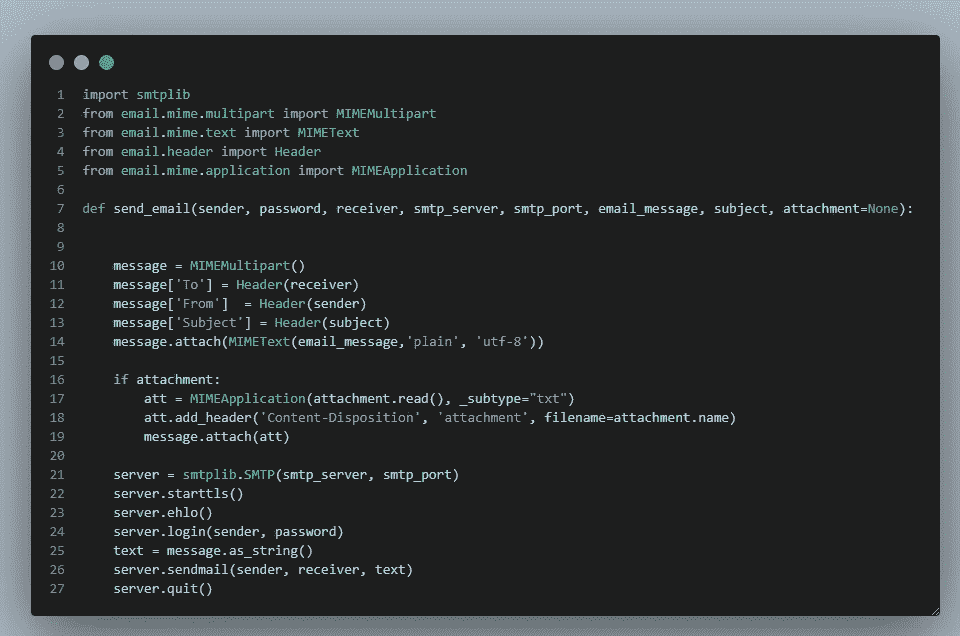 1 import smtplib
2 from email.mime.multipart import MIMEMultipart
3 from email.mime.text import MIMEText
4 from email.header import Header
5 from email.mime.application import MIMEApplication
6
7 def send_email(sender, password, receiver, smtp_server, smtp_port, email_message, subject, attachment=None):
8
9
10     message = MIMEMultipart()
11     message['To'] = Header(receiver)
12     message['From']  = Header(sender)
13     message['Subject'] = Header(subject)
14     message.attach(MIMEText(email_message,'plain', 'utf-8'))
15
16     if attachment:
17         att = MIMEApplication(attachment.read(), _subtype="txt")
18         att.add_header('Content-Disposition', 'attachment', filename=attachment.name)
19         message.attach(att)
20
21     server = smtplib.SMTP(smtp_server, smtp_port)
22     server.starttls()
23     server.ehlo()
24     server.login(sender, password)
25     text = message.as_string()
26     server.sendmail(sender, receiver, text)
27     server.quit()